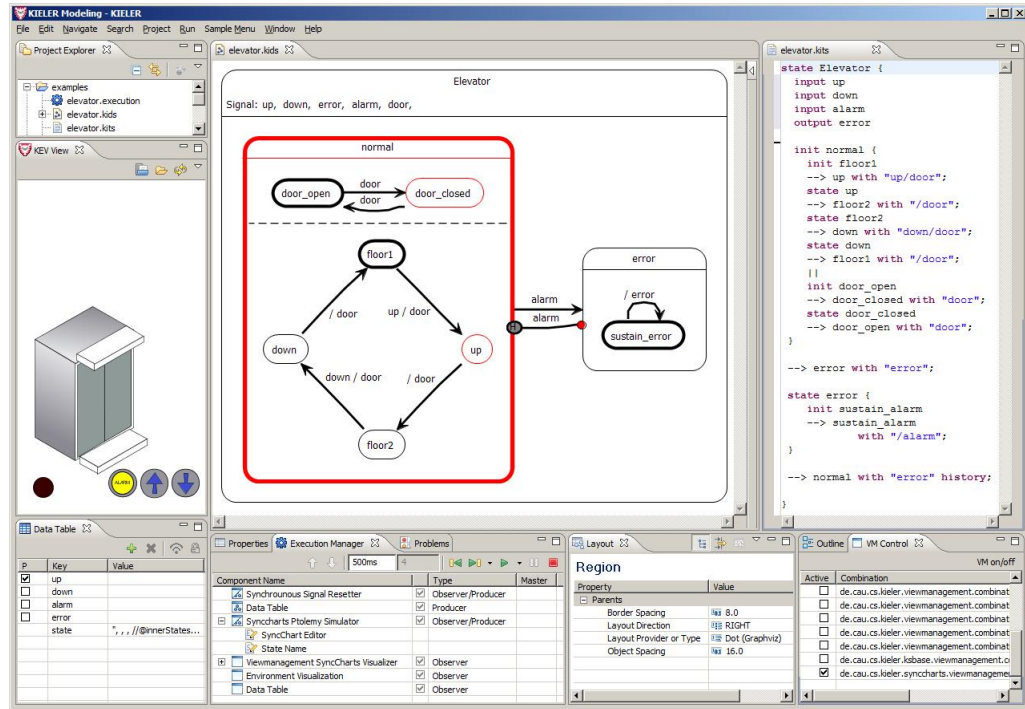 KIELER Modeling - KIELER
File Edit Navigate Search Project Run Sample Menu Window Help
Project Explorer
examples
elevator.execution
elevator.kids
elevator.kits
KEV View
ALARM
elevator.kids
Elevator
Signal: up, down, error, alarm, door,
normal
door_open
door
door
door_closed
floor1
/ door
up / door
down
up
down / door
/ door
floor2
alarm
alarm
H
error
/ error
sustain_error
elevator.kits
state Elevator {
input up
input down
input alarm
output error
init normal {
init floor1
--> up with "up/door";
state up
--> floor2 with "/door";
state floor2
--> down with "down/door";
state down
--> floor1 with "/door";
||
init door_open
--> door_closed with "door";
state door_closed
--> door_open with "door";
}
--> error with "error";
state error {
init sustain_alarm
--> sustain_alarm
with "/alarm";
}
--> normal with "error" history;
}
Data Table
P Key Value
up
down
alarm
error
state ", , , //@innerStates...
Properties Execution Manager Problems
500ms 4
Component Name Type Master
Synchrounous Signal Resetter Observer/Producer
Data Table Producer
Synccharts Ptolemy Simulator Observer/Producer
SyncChart Editor
State Name
Viewmanagement SyncCharts Visualizer Observer
Environment Visualization Observer
Data Table Observer
Layout
Region
Property Value
Parents
Border Spacing 8.0
Layout Direction RIGHT
Layout Provider or Type Dot (Graphviz)
Object Spacing 16.0
Outline VM Control
VM on/off
Active Combination
de.cau.cs.kieler.viewmanagement.combinat
de.cau.cs.kieler.viewmanagement.combinat
de.cau.cs.kieler.viewmanagement.combinat
de.cau.cs.kieler.viewmanagement.combinat
de.cau.cs.kieler.viewmanagement.combinat
de.cau.cs.kieler.ksbase.viewmanagement.c
de.cau.cs.kieler.synccharts.viewmanagemen